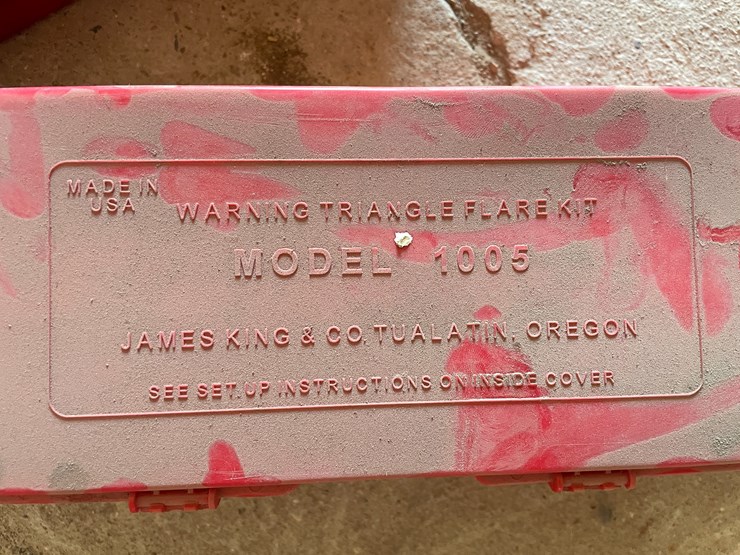 MADE IN
USA
WARNING TRIANGLE FLARE KIT
MODEL 1005
JAMES KING & CO. TUALATIN, OREGON
SEE SET.UP INSTRUCTIONS ON INSIDE COVER